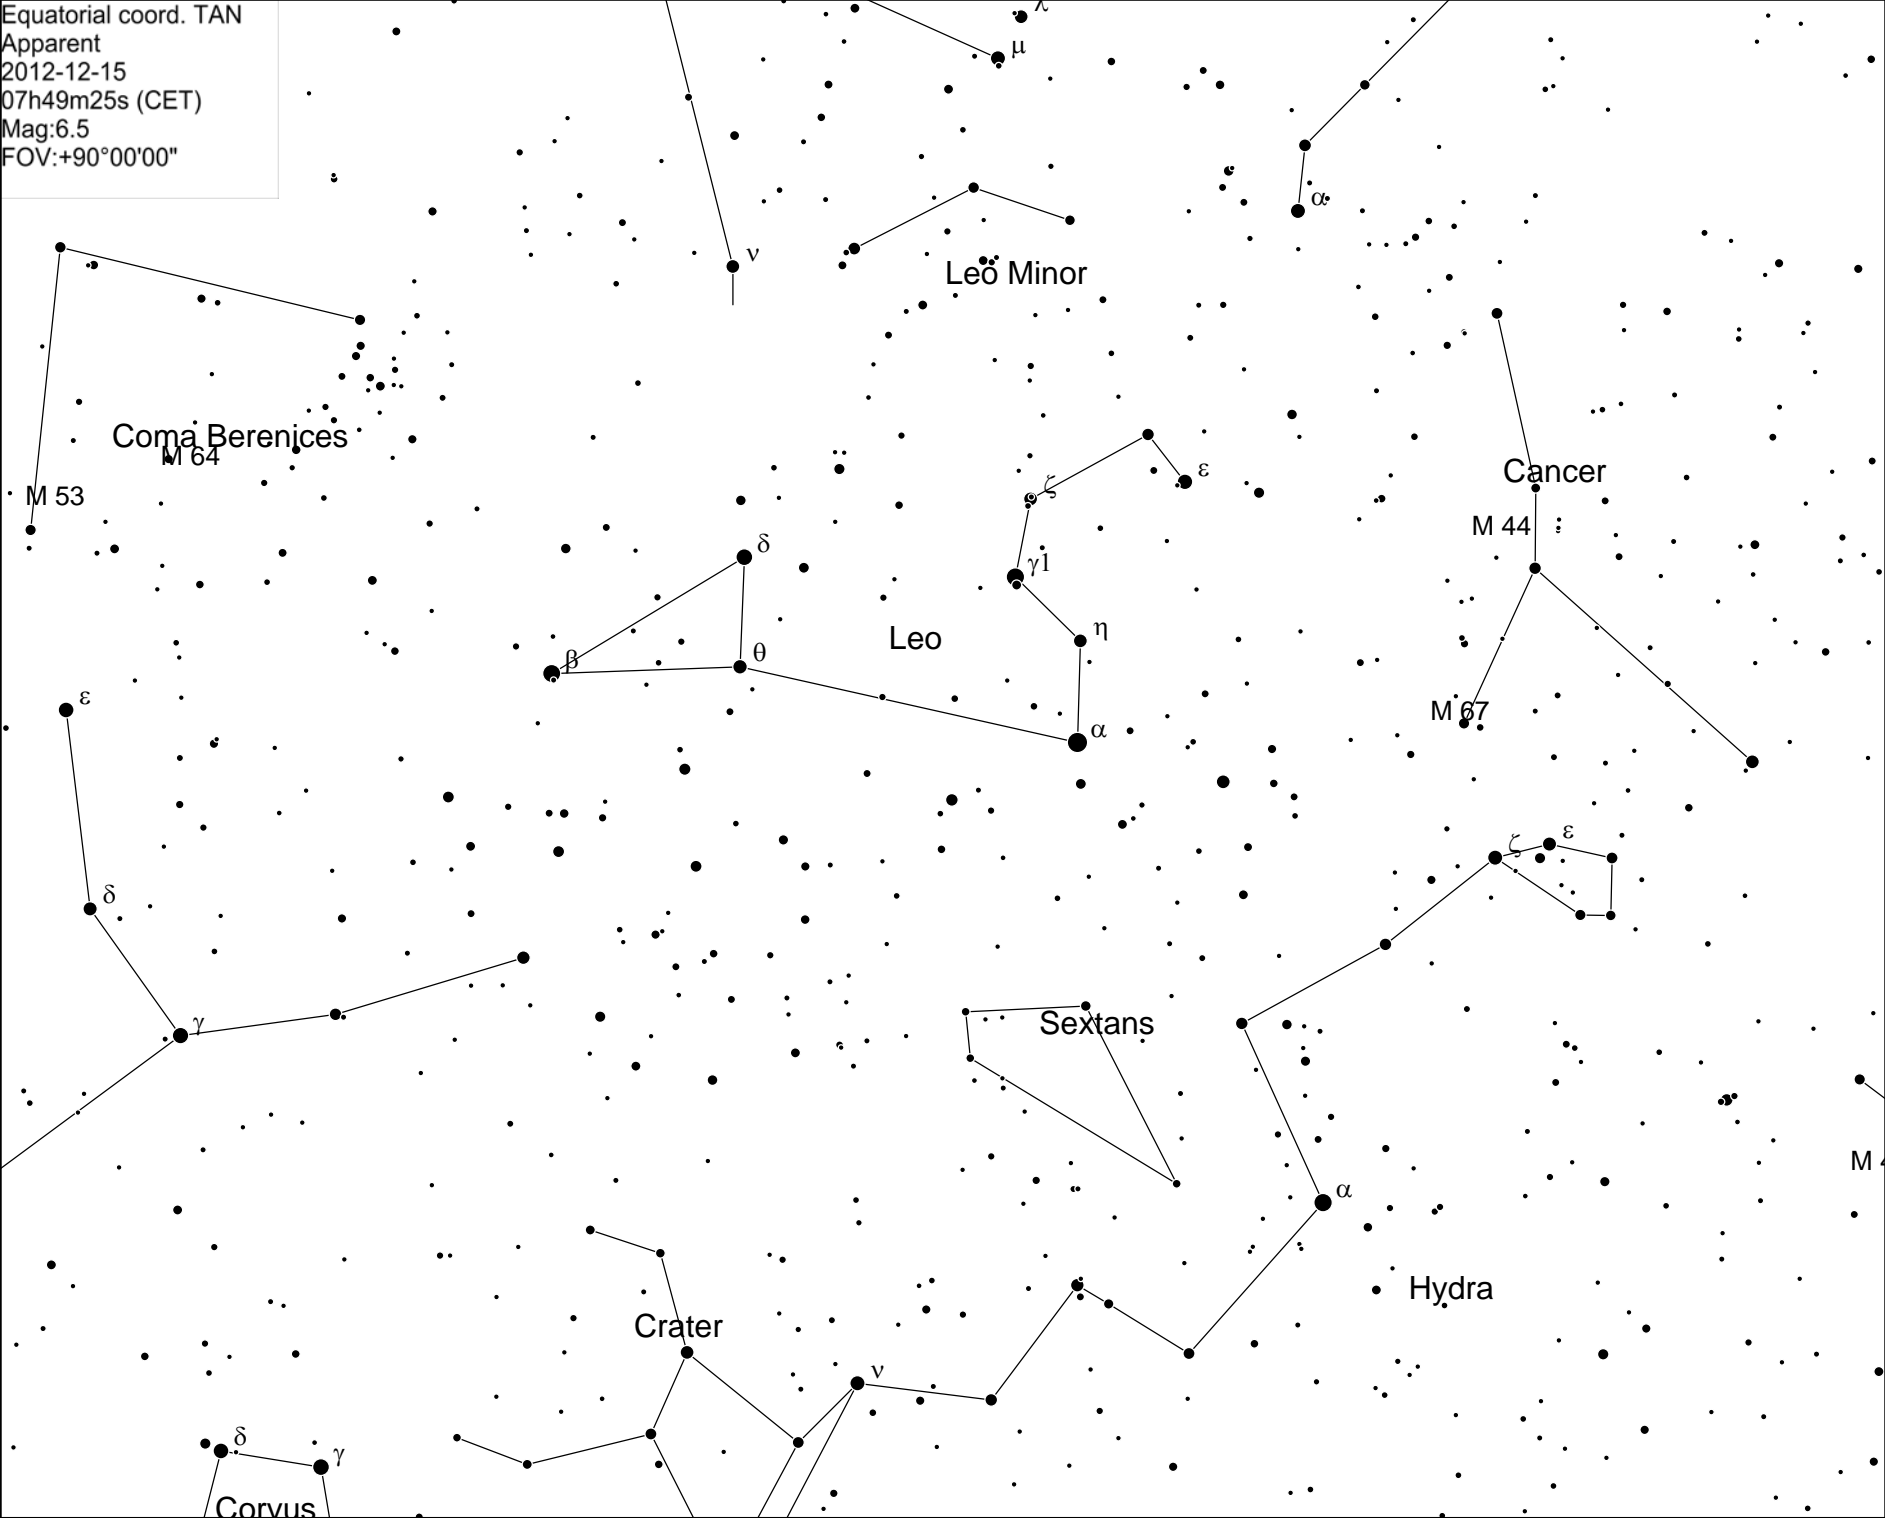 Equatorial coord. TAN
Apparent
2012-12-15
07h49m25s (CET)
Mag:6.5
FOV:+90°00'00"
λ
μ
α
ν
Leo Minor
Coma Berenices
M 64
M 53
ζ
ε
Cancer
M 44
δ
γ1
η
Leo
β
θ
ε
α
M 67
ζ
ε
δ
γ
Sextans
M 4
α
Hydra
Crater
ν
δ
γ
Corvus